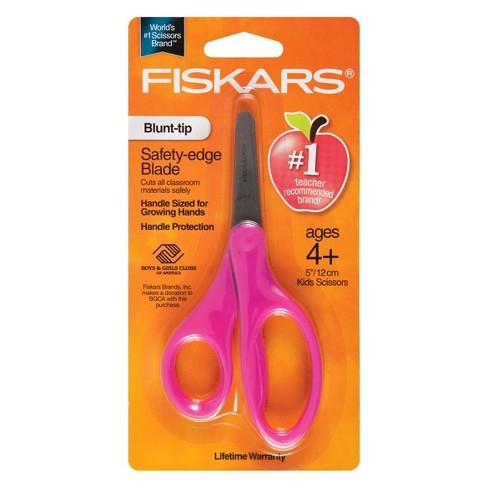 World's
#1 Scissors
Brand™
FISKARS®
Blunt-tip
Safety-edge
Blade
Cuts all classroom
materials safely
Handle Sized for
Growing Hands
Handle Protection
BOYS & GIRLS CLUBS
OF AMERICA
Fiskars Brands, Inc.
makes a donation to
BGCA with this
purchase.
FISKARS
#1
teacher
recommended
brand!
ages
4+
5"/12cm
Kids Scissors
Lifetime Warranty